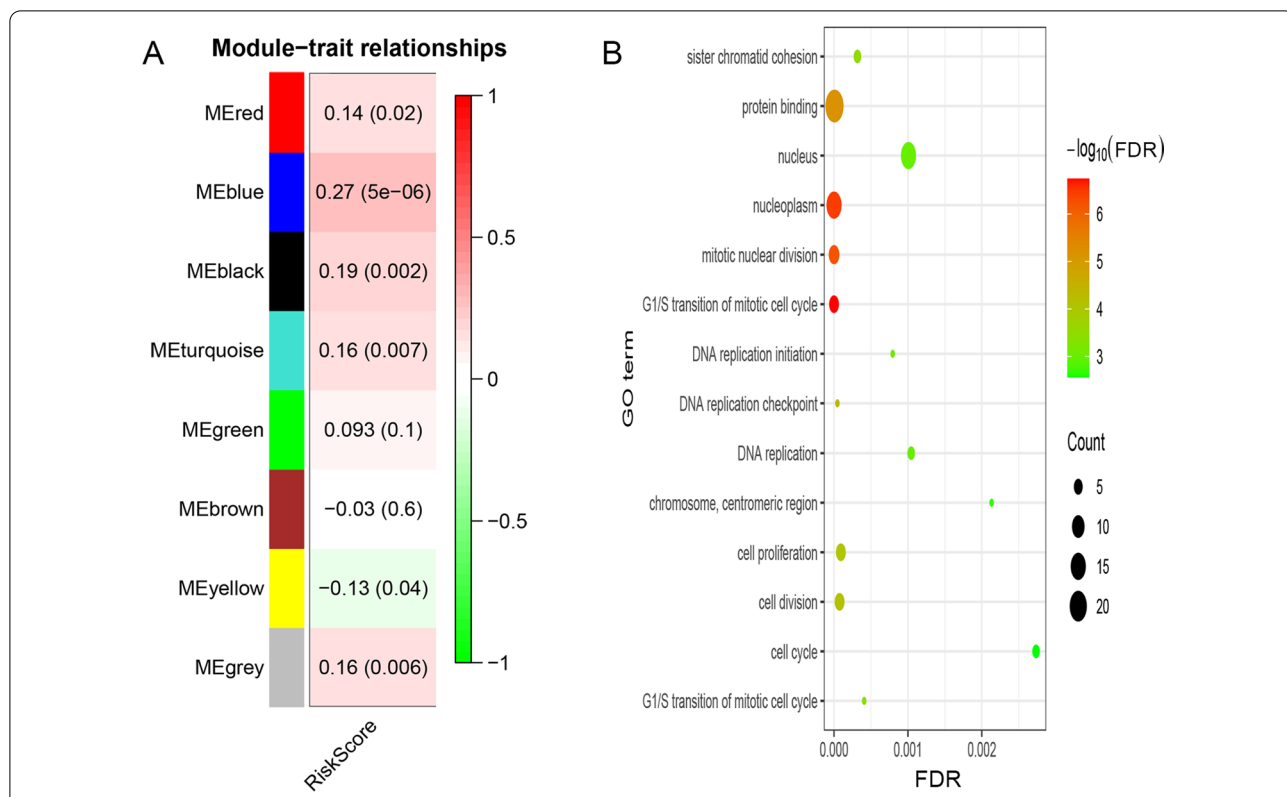 A
Module−trait relationships
MEred
0.14 (0.02)
MEblue
0.27 (5e−06)
MEblack
0.19 (0.002)
MEturquoise
0.16 (0.007)
MEgreen
0.093 (0.1)
MEbrown
−0.03 (0.6)
MEyellow
−0.13 (0.04)
MEgrey
0.16 (0.006)
RiskScore
1
0.5
0
−0.5
−1
B
GO term
sister chromatid cohesion
protein binding
nucleus
nucleoplasm
mitotic nuclear division
G1/S transition of mitotic cell cycle
DNA replication initiation
DNA replication checkpoint
DNA replication
chromosome, centromeric region
cell proliferation
cell division
cell cycle
G1/S transition of mitotic cell cycle
0.000
0.001
0.002
FDR
−log10(FDR)
6
5
4
3
Count
5
10
15
20